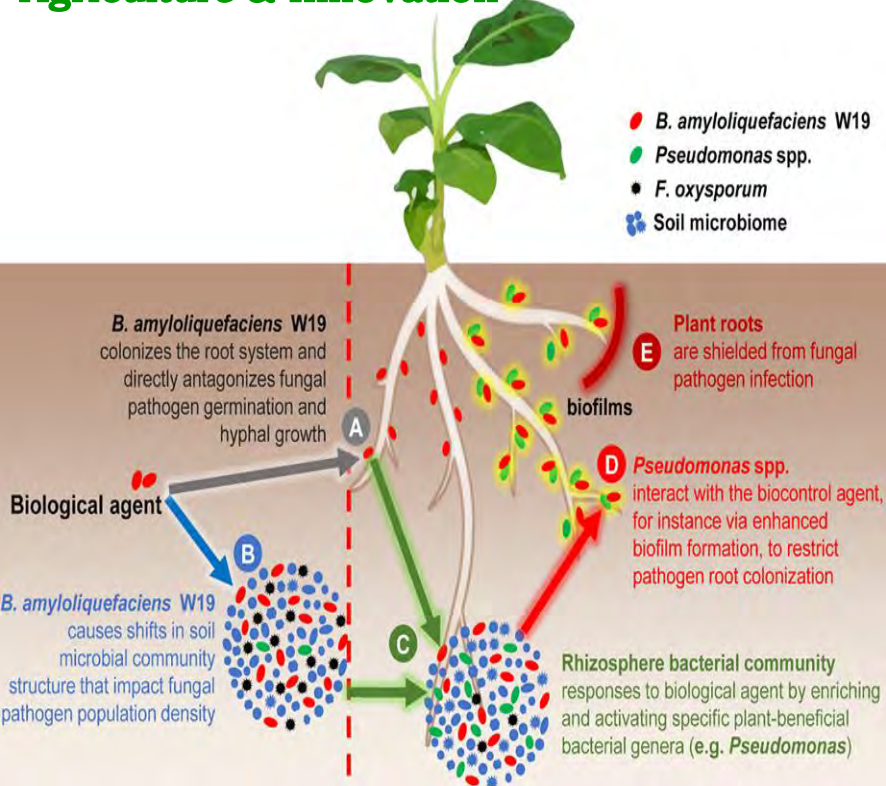 Agriculture & Innovation
B. amyloliquefaciens W19
Pseudomonas spp.
F. oxysporum
Soil microbiome
B. amyloliquefaciens W19
colonizes the root system and
directly antagonizes fungal
pathogen germination and
hyphal growth
A
Biological agent
B
B. amyloliquefaciens W19
causes shifts in soil
microbial community
structure that impact fungal
pathogen population density
C
Rhizosphere bacterial community
responses to biological agent by enriching
and activating specific plant-beneficial
bacterial genera (e.g. Pseudomonas)
D
Pseudomonas spp.
interact with the biocontrol agent,
for instance via enhanced
biofilm formation, to restrict
pathogen root colonization
biofilms
E
Plant roots
are shielded from fungal
pathogen infection